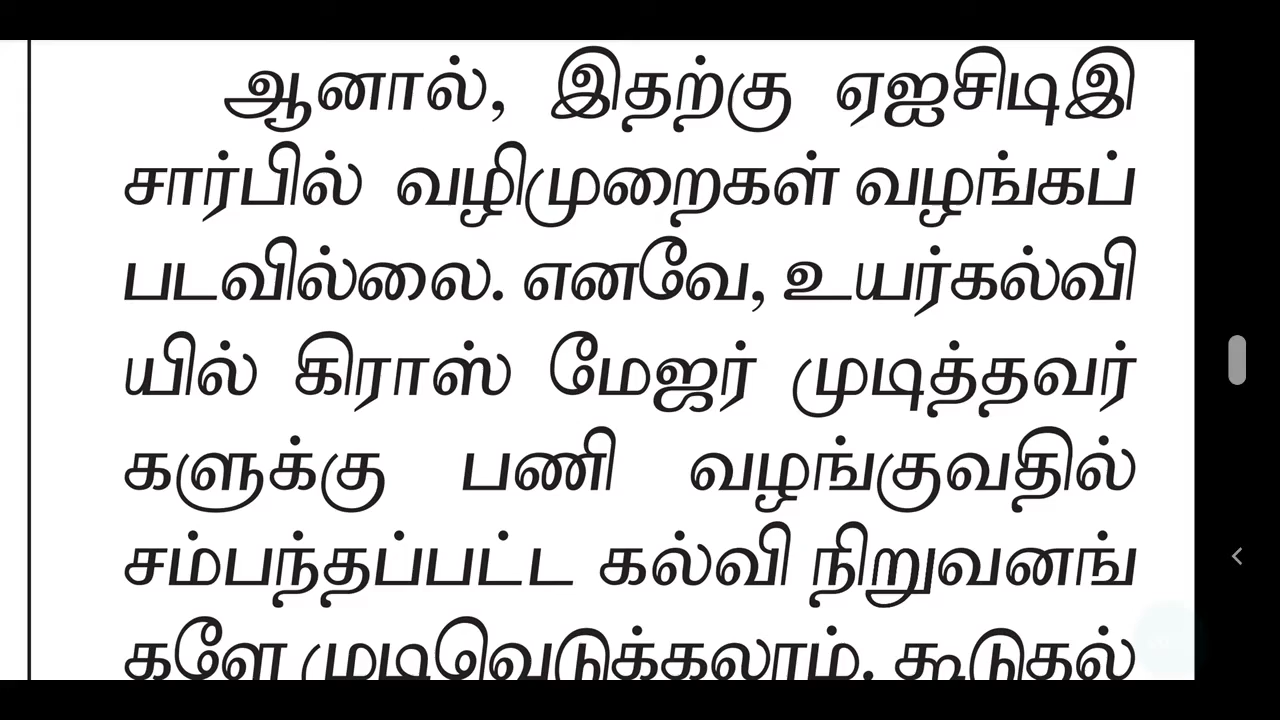 ஆனால், இதற்கு ஏஐசிடிஇ
சார்பில் வழிமுறைகள் வழங்கப்
படவில்லை. எனவே, உயர்கல்வி
யில் கிராஸ் மேஜர் முடித்தவர்
களுக்கு பணி வழங்குவதில்
சம்பந்தப்பட்ட கல்வி நிறுவனங்
களே முடிவெடுக்கலாம். கூடுதல்